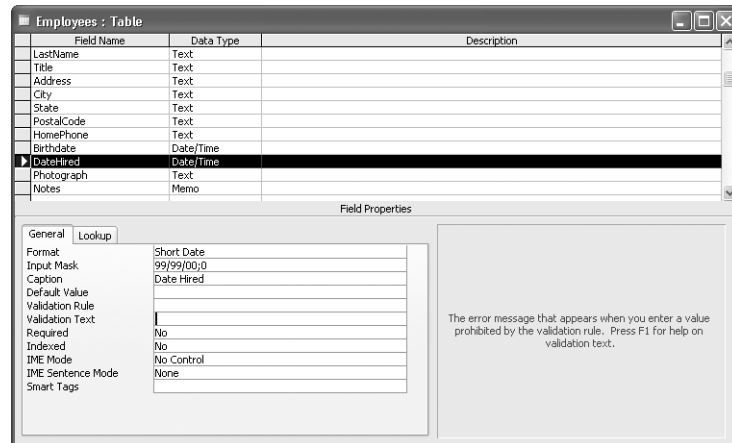 Employees : Table
Field Name Data Type Description
LastName Text
Title Text
Address Text
City Text
State Text
PostalCode Text
HomePhone Text
Birthdate Date/Time
DateHired Date/Time
Photograph Text
Notes Memo
Field Properties
General Lookup
Format Short Date
Input Mask 99/99/00;0
Caption Date Hired
Default Value
Validation Rule
Validation Text
Required No
Indexed No
IME Mode No Control
IME Sentence Mode None
Smart Tags
The error message that appears when you enter a value
prohibited by the validation rule. Press F1 for help on
validation text.